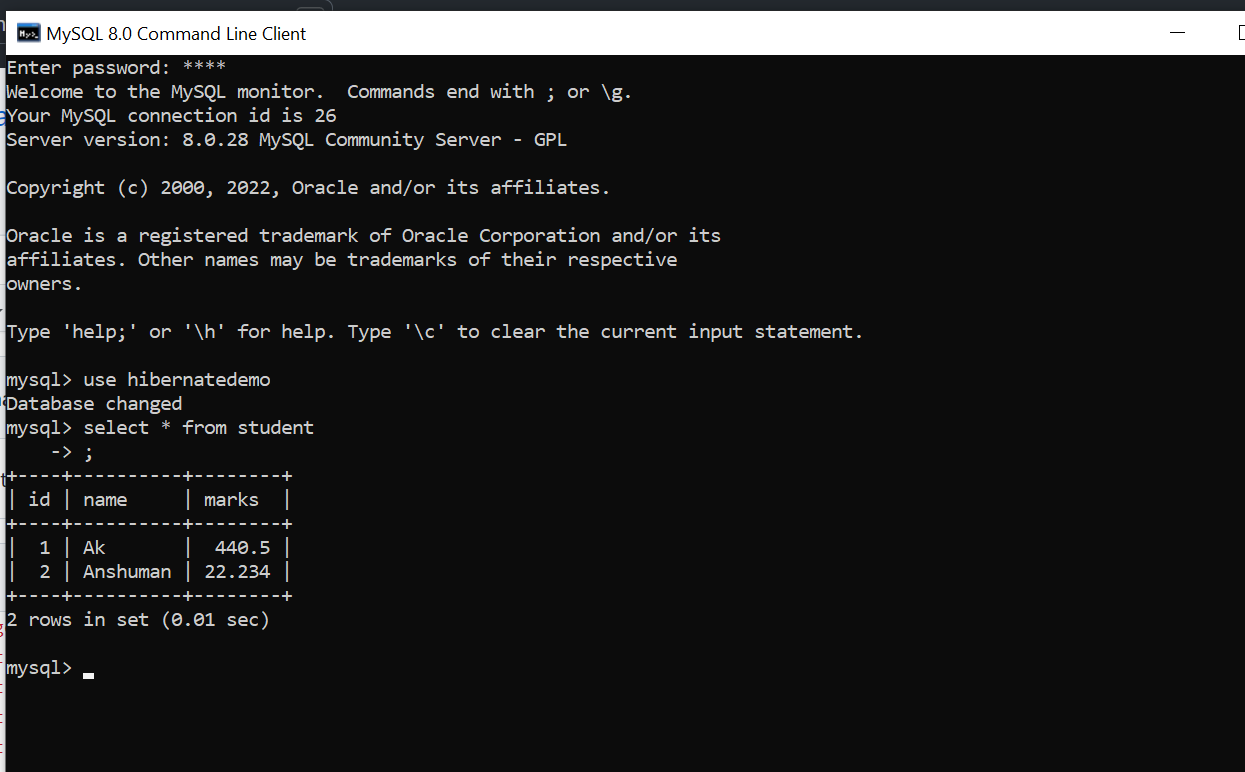 MySQL 8.0 Command Line Client
Enter password: ****
Welcome to the MySQL monitor.  Commands end with ; or \g.
Your MySQL connection id is 26
Server version: 8.0.28 MySQL Community Server - GPL
Copyright (c) 2000, 2022, Oracle and/or its affiliates.
Oracle is a registered trademark of Oracle Corporation and/or its
affiliates. Other names may be trademarks of their respective
owners.
Type 'help;' or '\h' for help. Type '\c' to clear the current input statement.
mysql> use hibernatedemo
Database changed
mysql> select * from student
    -> ;
+----+----------+--------+
| id | name     | marks  |
+----+----------+--------+
|  1 | Ak       |  440.5 |
|  2 | Anshuman | 22.234 |
+----+----------+--------+
2 rows in set (0.01 sec)
mysql>